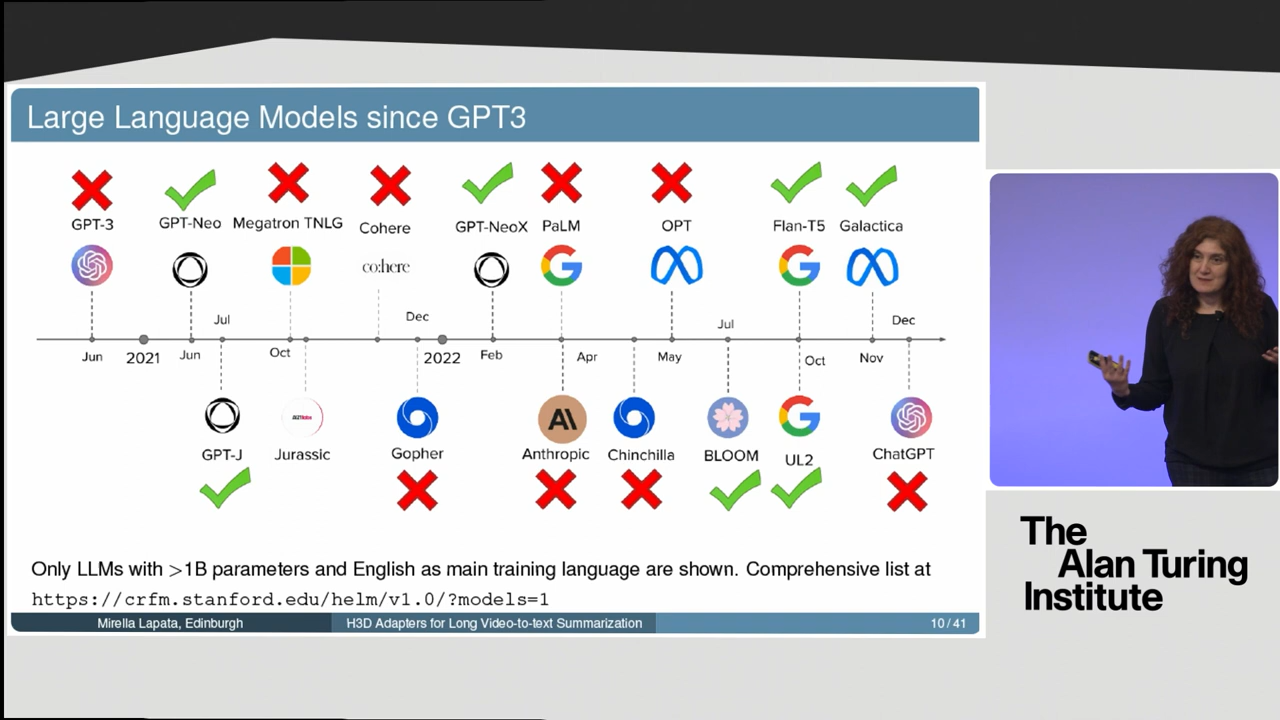 Large Language Models since GPT3
GPT-3
GPT-Neo
Megatron TNLG
Cohere
GPT-NeoX
PaLM
OPT
Flan-T5
Galactica
co:here
Jul
Dec
Jul
Dec
Jun
2021
Jun
Oct
2022
Feb
Apr
May
Oct
Nov
GPT-J
Jurassic
Gopher
Anthropic
Chinchilla
BLOOM
UL2
ChatGPT
Only LLMs with >1B parameters and English as main training language are shown. Comprehensive list at
https://crfm.stanford.edu/helm/v1.0/?models=1
Mirella Lapata, Edinburgh
H3D Adapters for Long Video-to-text Summarization
10/41
The
Alan Turing
Institute